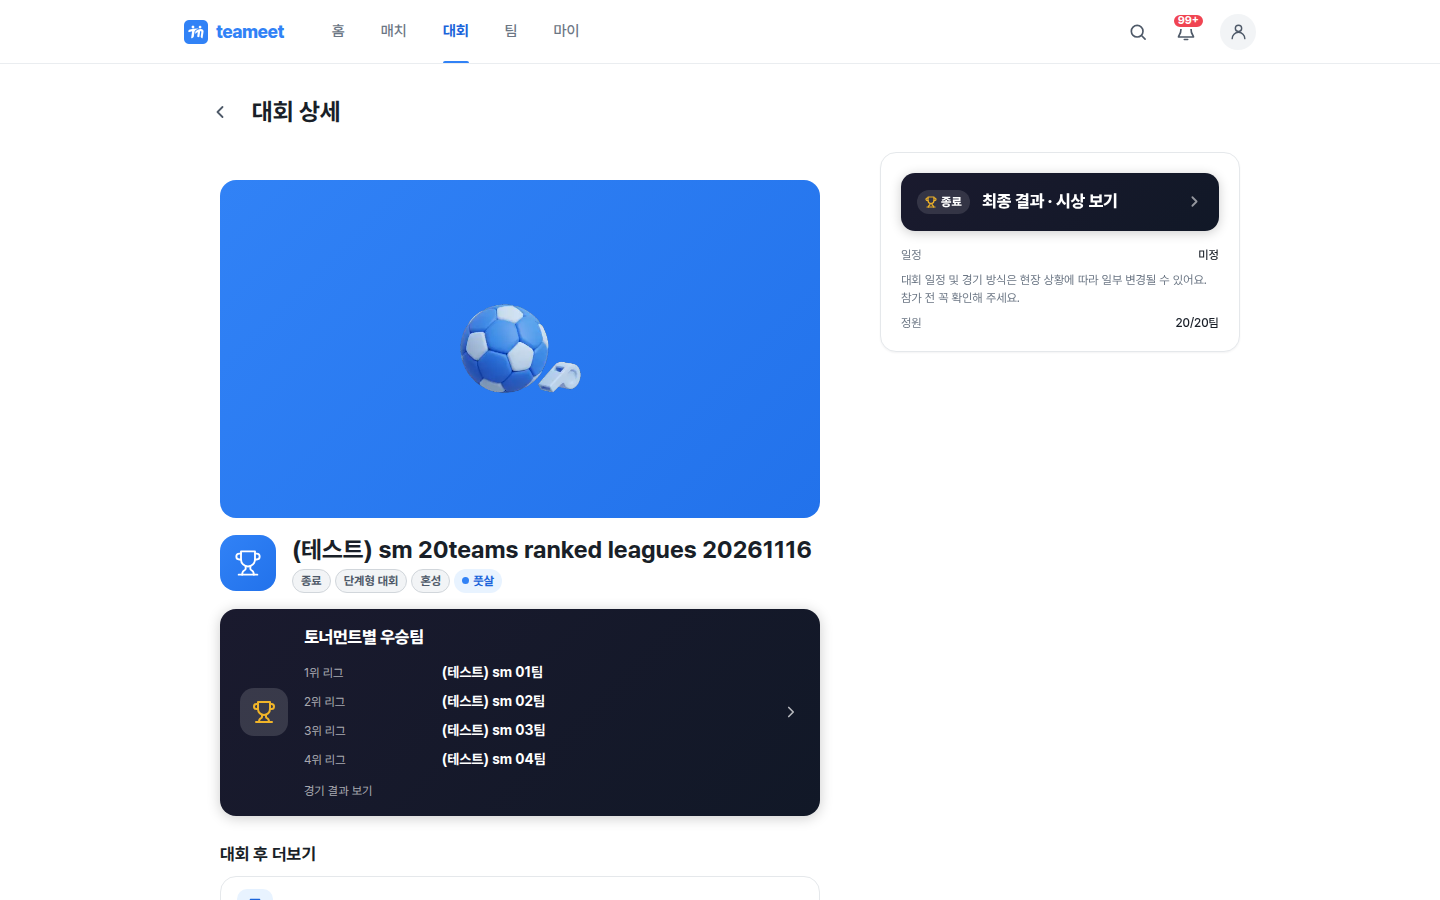 teameet
홈
매치
대회
팀
마이
99+
대회 상세
종료
최종 결과 · 시상 보기
일정
미정
대회 일정 및 경기 방식은 현장 상황에 따라 일부 변경될 수 있어요.
참가 전 꼭 확인해 주세요.
정원
20/20팀
(테스트) sm 20teams ranked leagues 20261116
종료
단계형 대회
혼성
풋살
토너먼트별 우승팀
1위 리그
(테스트) sm 01팀
2위 리그
(테스트) sm 02팀
3위 리그
(테스트) sm 03팀
4위 리그
(테스트) sm 04팀
경기 결과 보기
대회 후 더보기